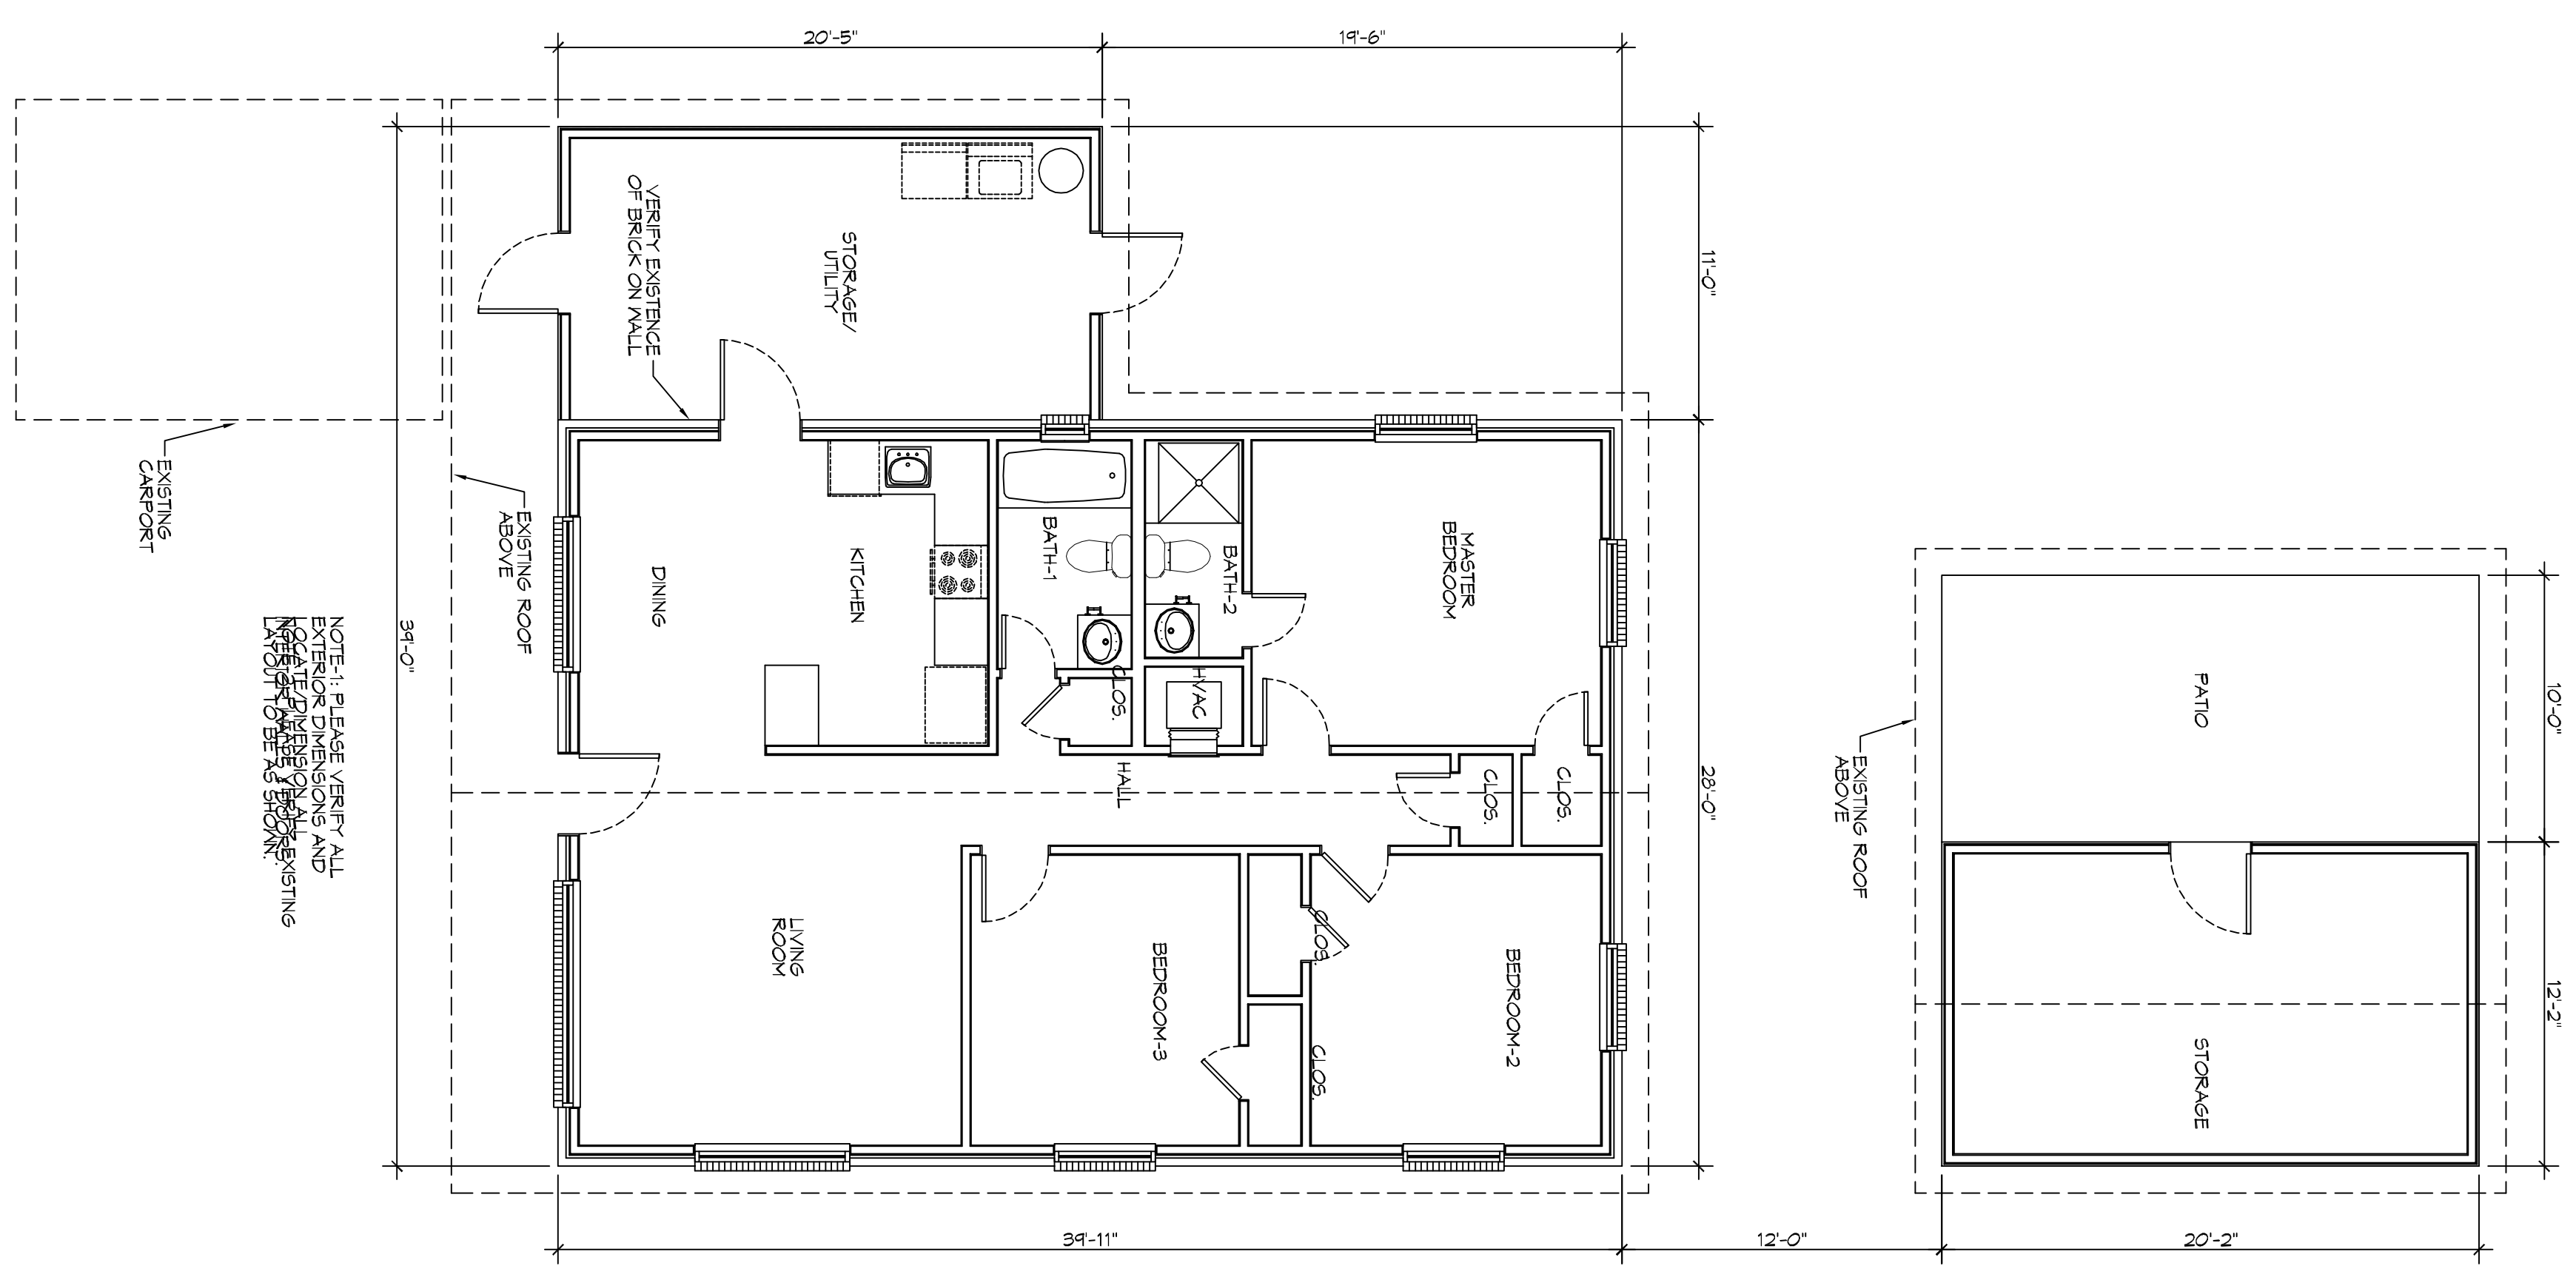 20'-5"
19'-6"
11'-0"
VERIFY EXISTENCE
OF BRICK ON WALL
STORAGE/
UTILITY
EXISTING
CARPORT
EXISTING ROOF
ABOVE
39'-0"
NOTE-1: PLEASE VERIFY ALL
EXTERIOR DIMENSIONS AND
LOCATE/DIMENSION ALL
LAYOUT TO BE AS SHOWN.
DINING
KITCHEN
BATH-1
BATH-2
MASTER
BEDROOM
CLOS.
HVAC
HALL
CLOS.
CLOS.
28'-0"
LIVING
ROOM
BEDROOM-3
CLOS.
CLOS.
BEDROOM-2
EXISTING ROOF
ABOVE
PATIO
10'-0"
STORAGE
12'-2"
39'-11"
12'-0"
20'-2"